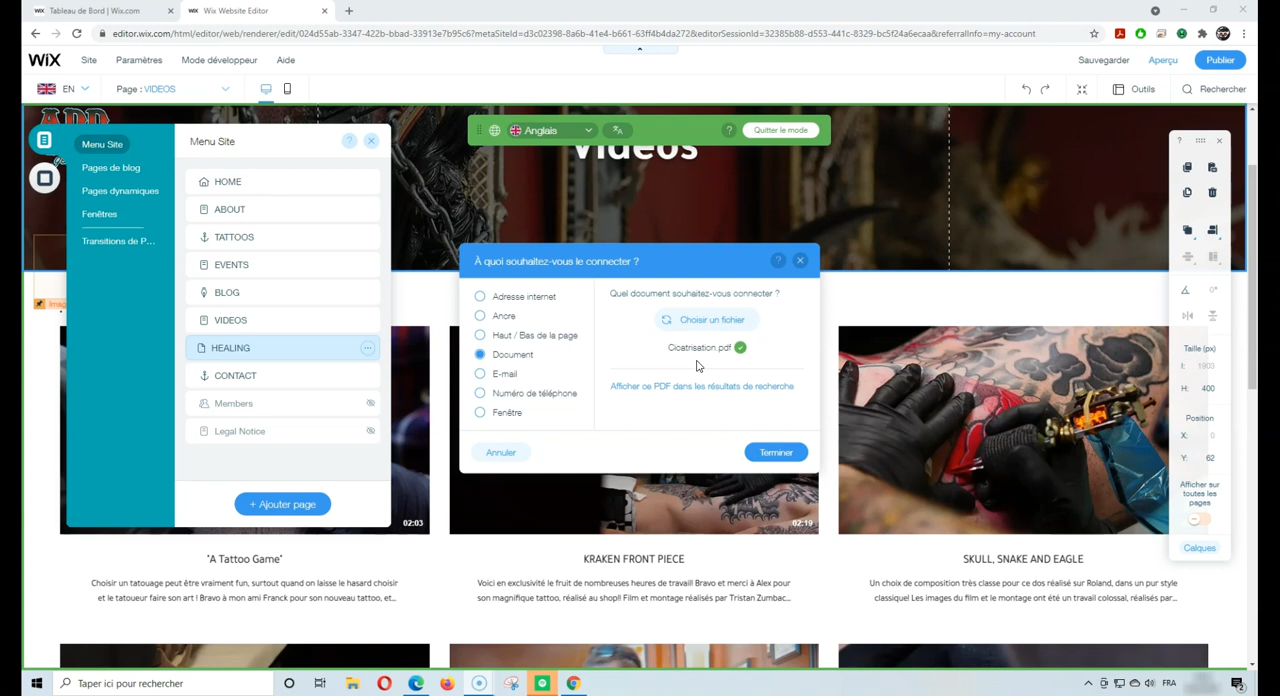 Tableau de Bord | Wix.com
Wix Website Editor
editor.wix.com/html/editor/web/renderer/edit/024d55ab-3347-422b-bbad-33913e7b95c6?metaSiteId=d3c02398-8a6b-41e4-b661-63ff4b4da272&editorSessionId=32385b88-d553-441c-8329-bc5f24a6ecaa&referralInfo=my-account
WiX
Site
Paramètres
Mode développeur
Aide
Sauvegarder
Aperçu
Publier
EN
Page : VIDEOS
Outils
Rechercher
Anglais
Quitter le mode
Videos
Menu Site
Pages de blog
Pages dynamiques
Fenêtres
Transitions de P...
Menu Site
HOME
ABOUT
TATTOOS
EVENTS
BLOG
VIDEOS
HEALING
CONTACT
Members
Legal Notice
+ Ajouter page
À quoi souhaitez-vous le connecter ?
Adresse internet
Ancre
Haut / Bas de la page
Document
E-mail
Numéro de téléphone
Fenêtre
Quel document souhaitez-vous connecter ?
Choisir un fichier
Cicatrisation.pdf
Afficher ce PDF dans les résultats de recherche
Annuler
Terminer
0°
Taille (px)
l: 1903
H: 400
Position
X: 0
Y: 62
Afficher sur
toutes les
pages
Calques
02:03
02:19
"A Tattoo Game"
Choisir un tatouage peut être vraiment fun, surtout quand on laisse le hasard choisir
et le tatoueur faire son art ! Bravo à mon ami Franck pour son nouveau tattoo, et...
KRAKEN FRONT PIECE
Voici en exclusivité le fruit de nombreuses heures de travail! Bravo et merci à Alex pour
son magnifique tattoo, réalisé au shop!! Film et montage réalisés par Tristan Zumbac...
SKULL, SNAKE AND EAGLE
Un choix de composition très classe pour ce dos réalisé sur Roland, dans un pur style
classique! Les images du film et le montage ont été un travail colossal, réalisés par...
Taper ici pour rechercher
FRA